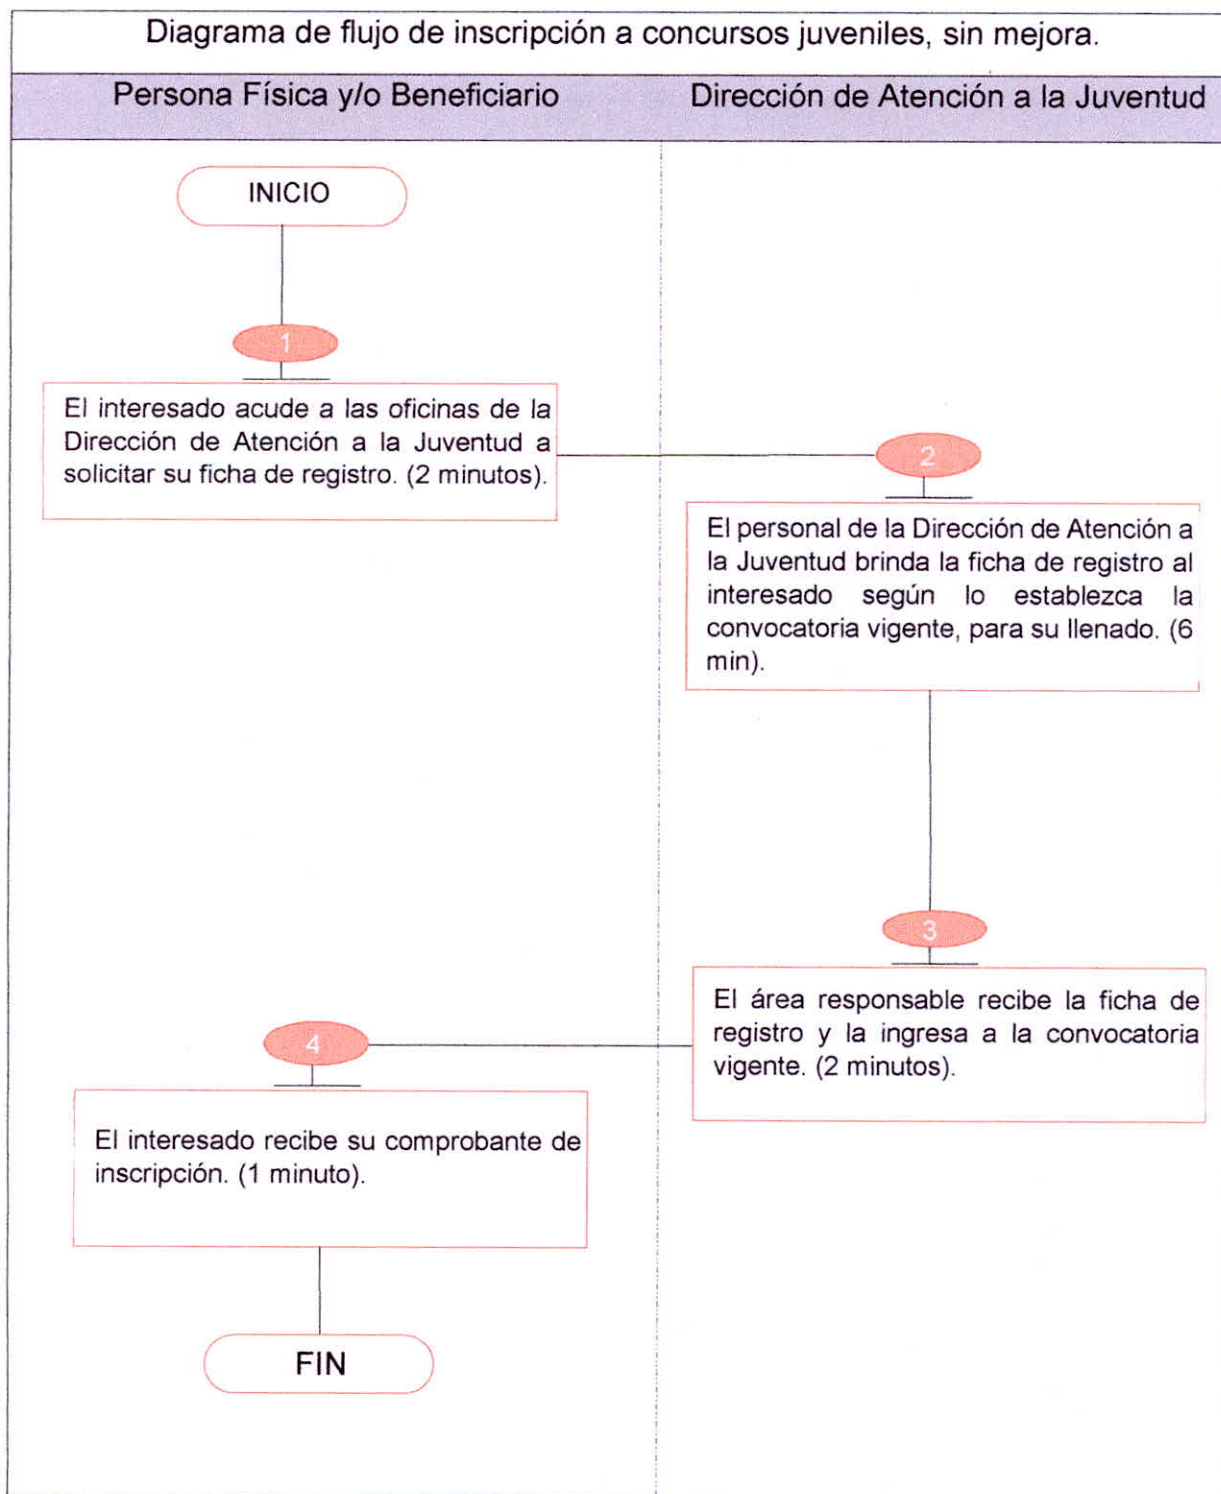 Diagrama de flujo de inscripción a concursos juveniles, sin mejora.
Persona Física y/o Beneficiario
Dirección de Atención a la Juventud
INICIO
1
El interesado acude a las oficinas de la
Dirección de Atención a la Juventud a
solicitar su ficha de registro. (2 minutos).
2
El personal de la Dirección de Atención a
la Juventud brinda la ficha de registro al
interesado según lo establezca la
convocatoria vigente, para su llenado. (6
min).
3
El área responsable recibe la ficha de
registro y la ingresa a la convocatoria
vigente. (2 minutos).
4
El interesado recibe su comprobante de
inscripción. (1 minuto).
FIN